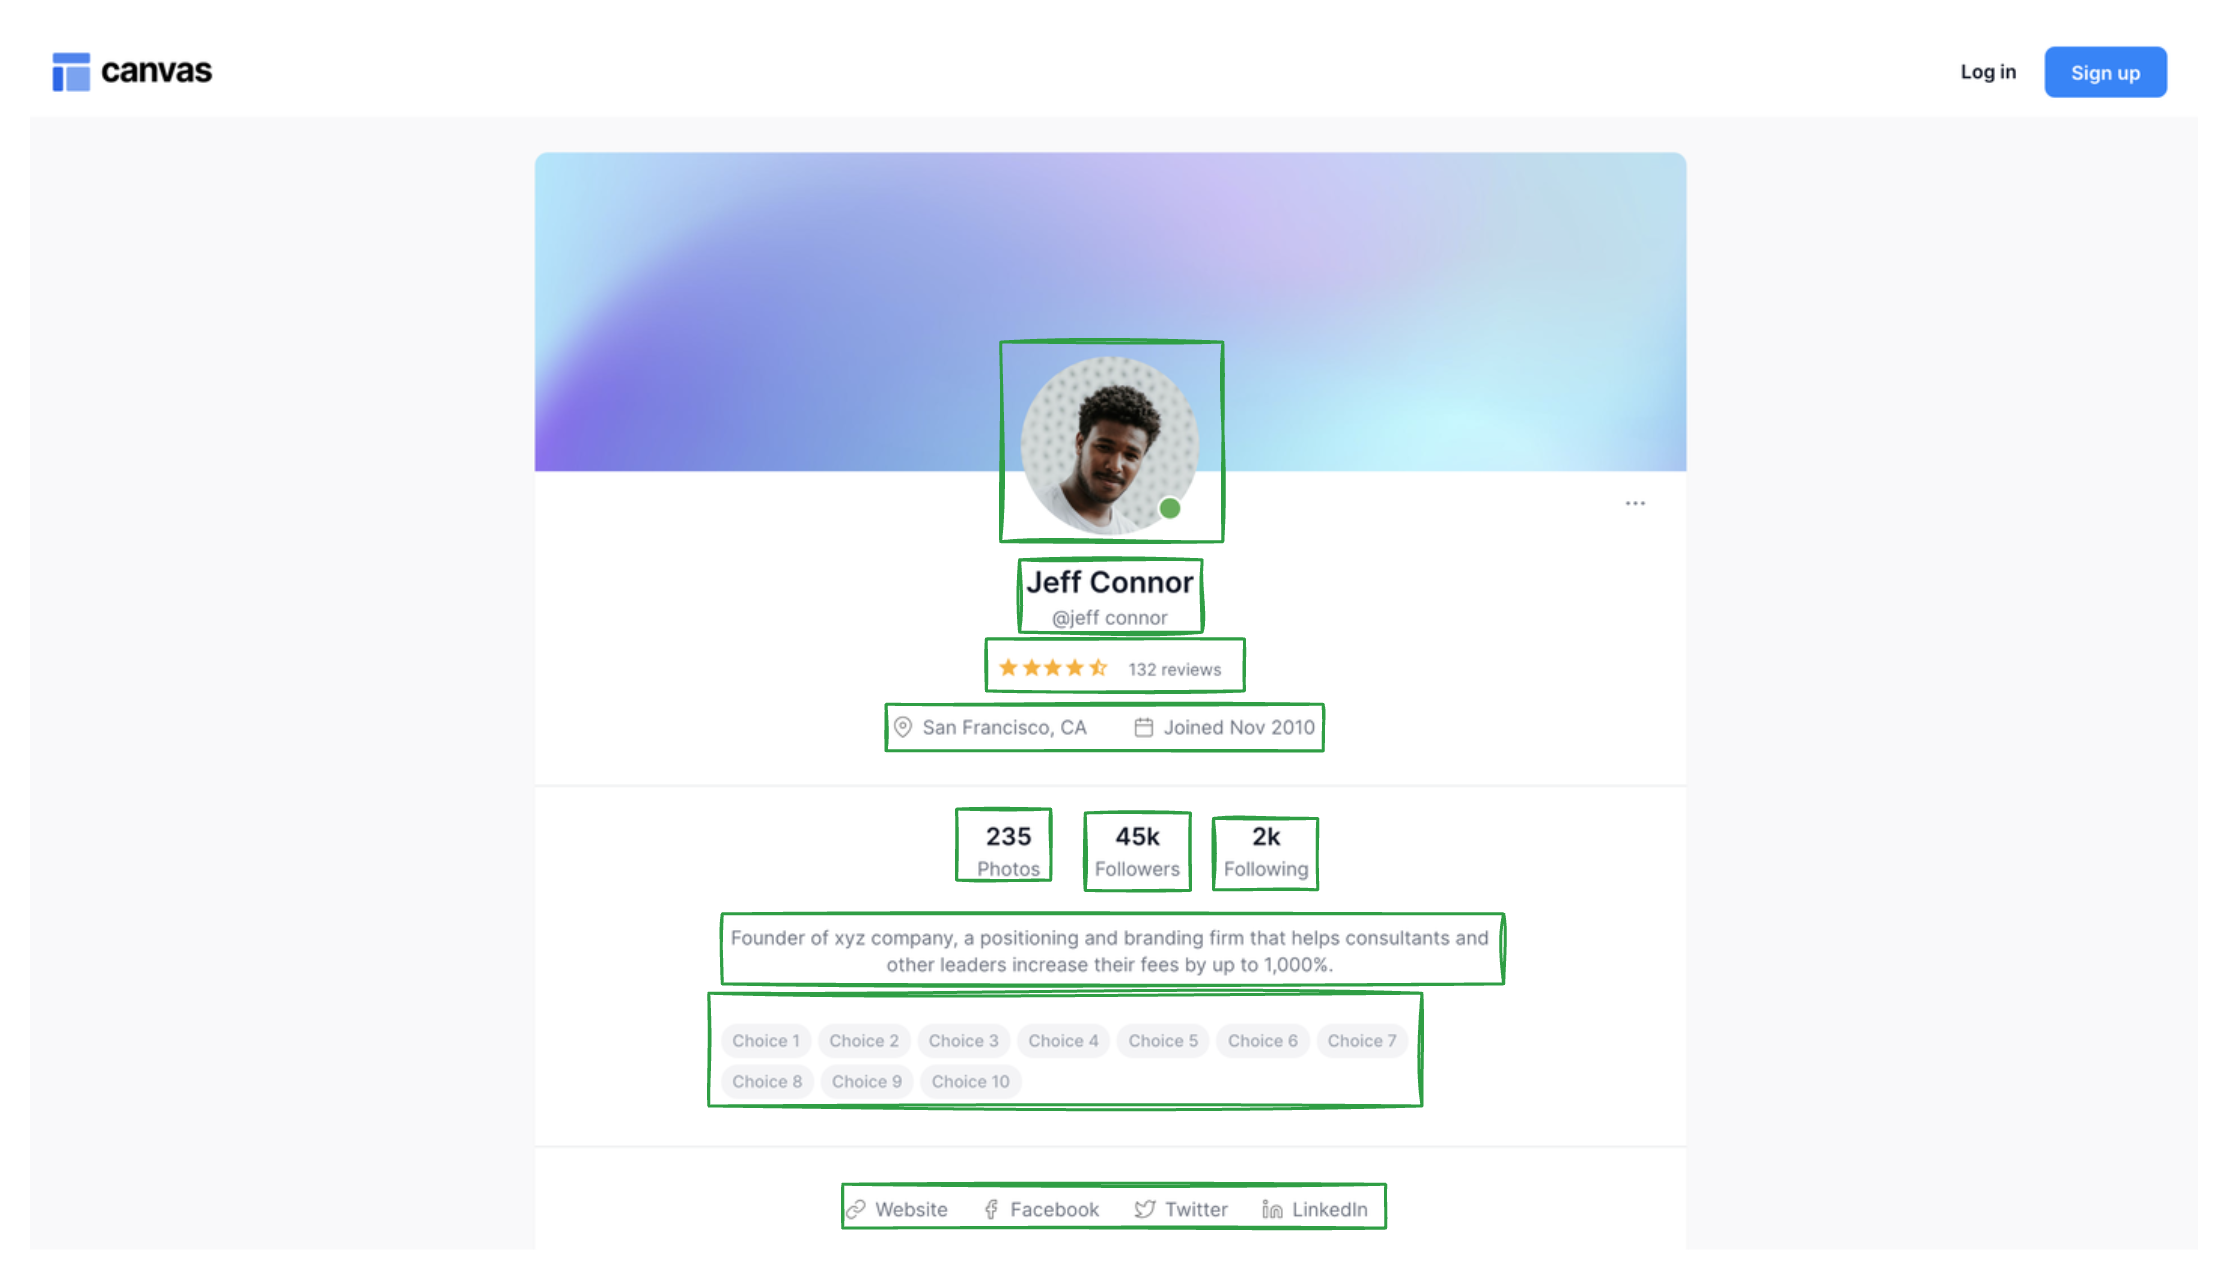 canvas
Log in
Sign up
Jeff Connor
@jeff connor
132 reviews
San Francisco, CA
Joined Nov 2010
235
Photos
45k
Followers
2k
Following
Founder of xyz company, a positioning and branding firm that helps consultants and
other leaders increase their fees by up to 1,000%.
Choice 1 Choice 2 Choice 3 Choice 4 Choice 5 Choice 6 Choice 7
Choice 8 Choice 9 Choice 10
Website Facebook Twitter LinkedIn